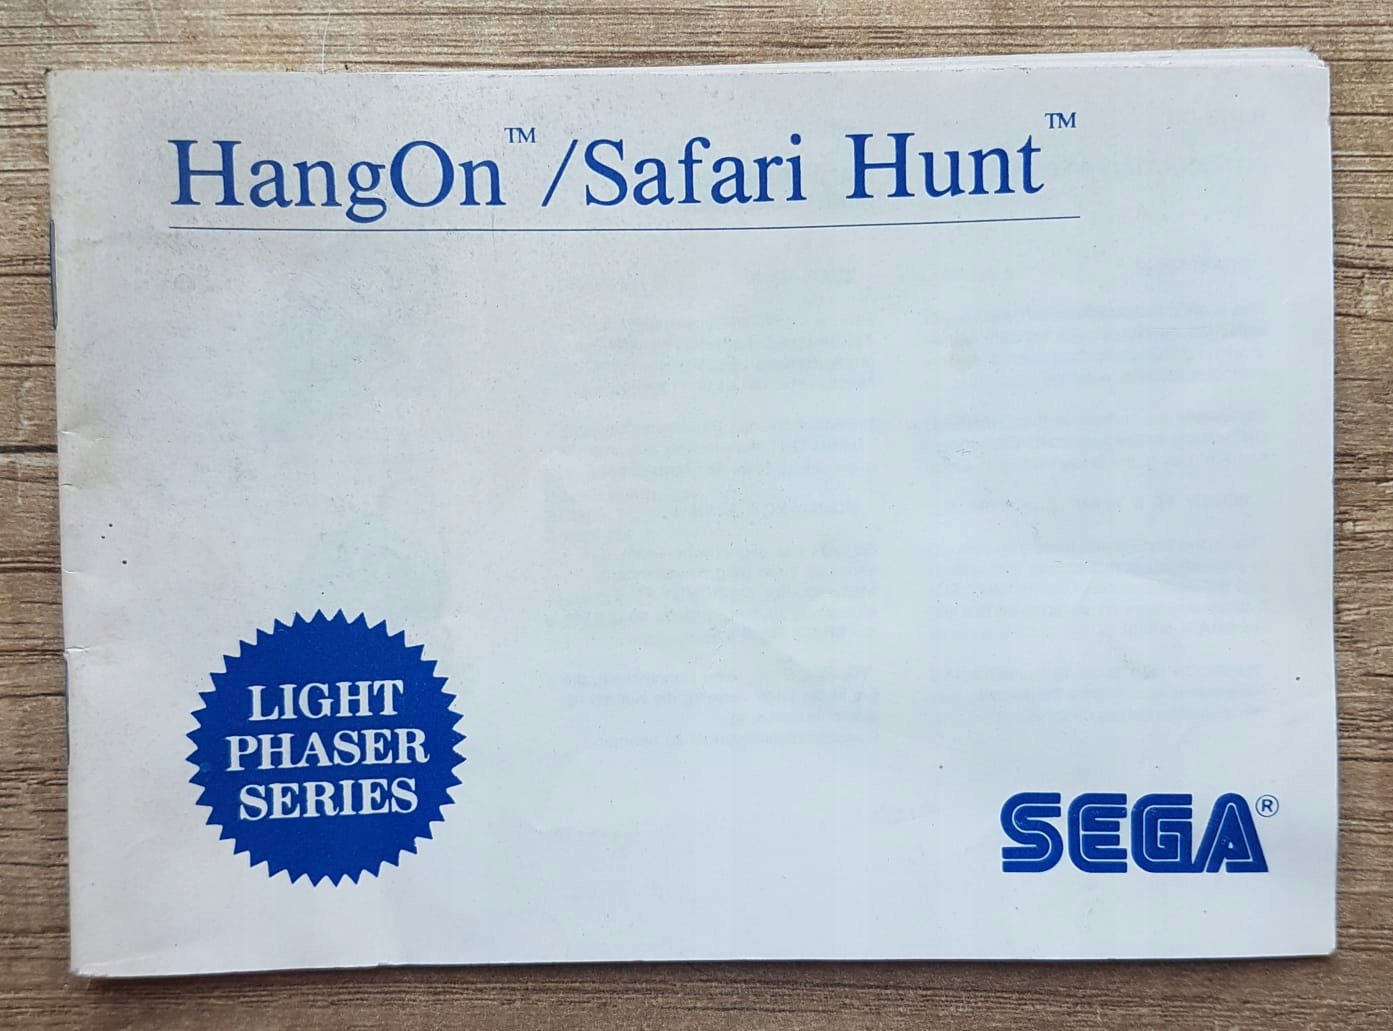 HangOn™/Safari Hunt™
LIGHT
PHASER
SERIES
SEGA®